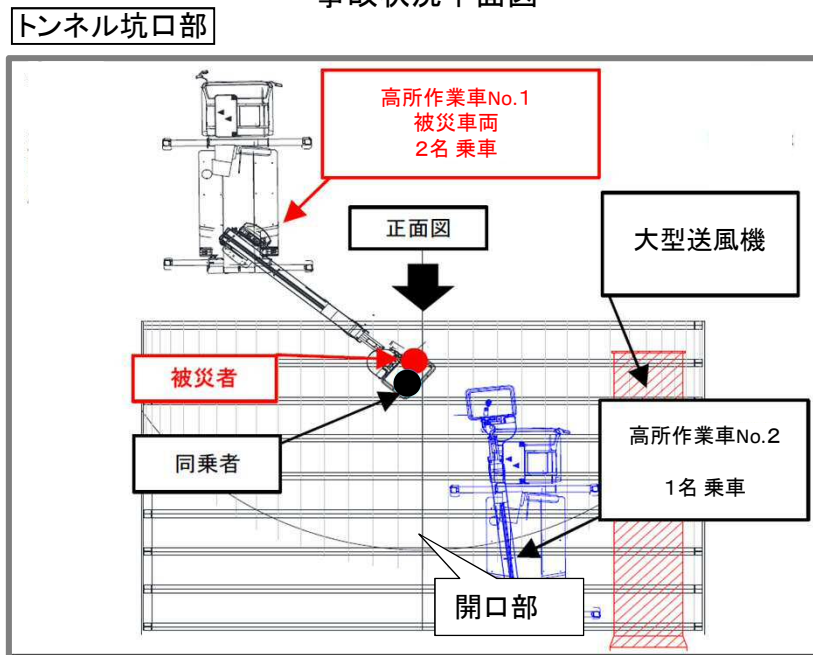 トンネル坑口部
高所作業車No.1
被災車両
2名 乗車
正面図
大型送風機
被災者
同乗者
高所作業車No.2
1名 乗車
開口部